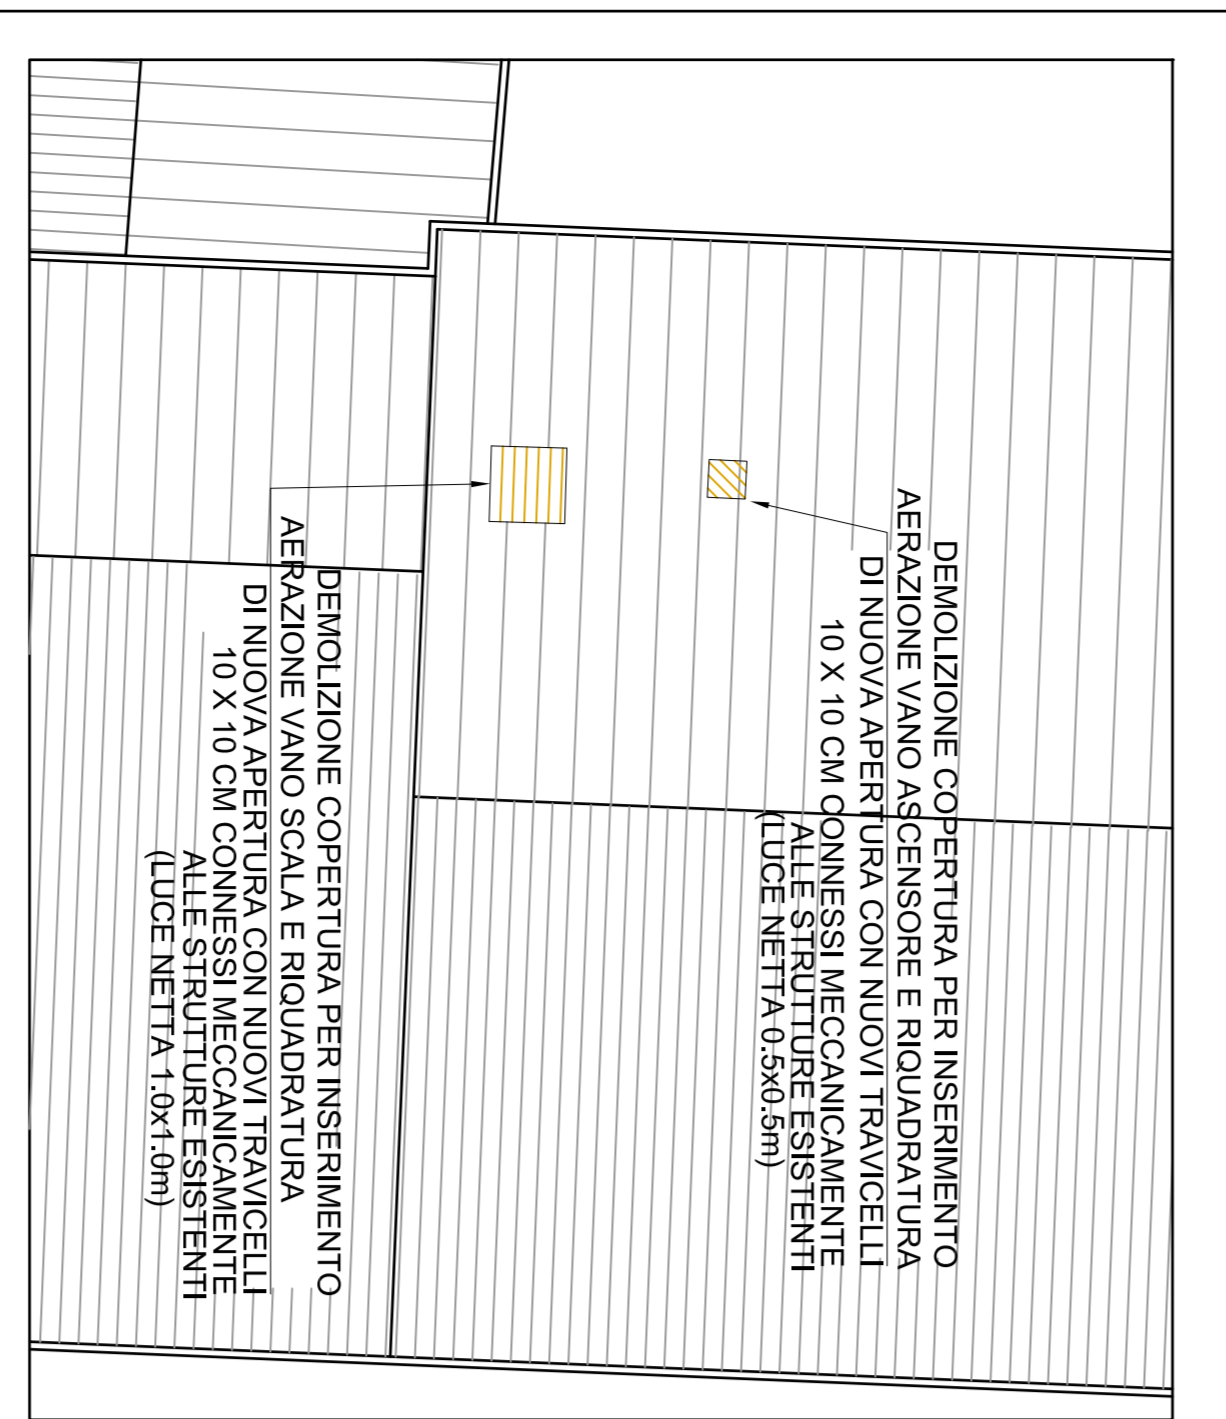 DEMOLIZIONE COPERTURA PER INSERIMENTO
AERAZIONE VANO ASCENSORE E RIQUADRATURA
DI NUOVA APERTURA CON NUOVI TRAVICELLI
10 X 10 CM CONNESSI MECCANICAMENTE
ALLE STRUTTURE ESISTENTI
(LUCE NETTA 0.5x0.5m)
DEMOLIZIONE COPERTURA PER INSERIMENTO
AERAZIONE VANO SCALA E RIQUADRATURA
DI NUOVA APERTURA CON NUOVI TRAVICELLI
10 X 10 CM CONNESSI MECCANICAMENTE
ALLE STRUTTURE ESISTENTI
(LUCE NETTA 1.0x1.0m)